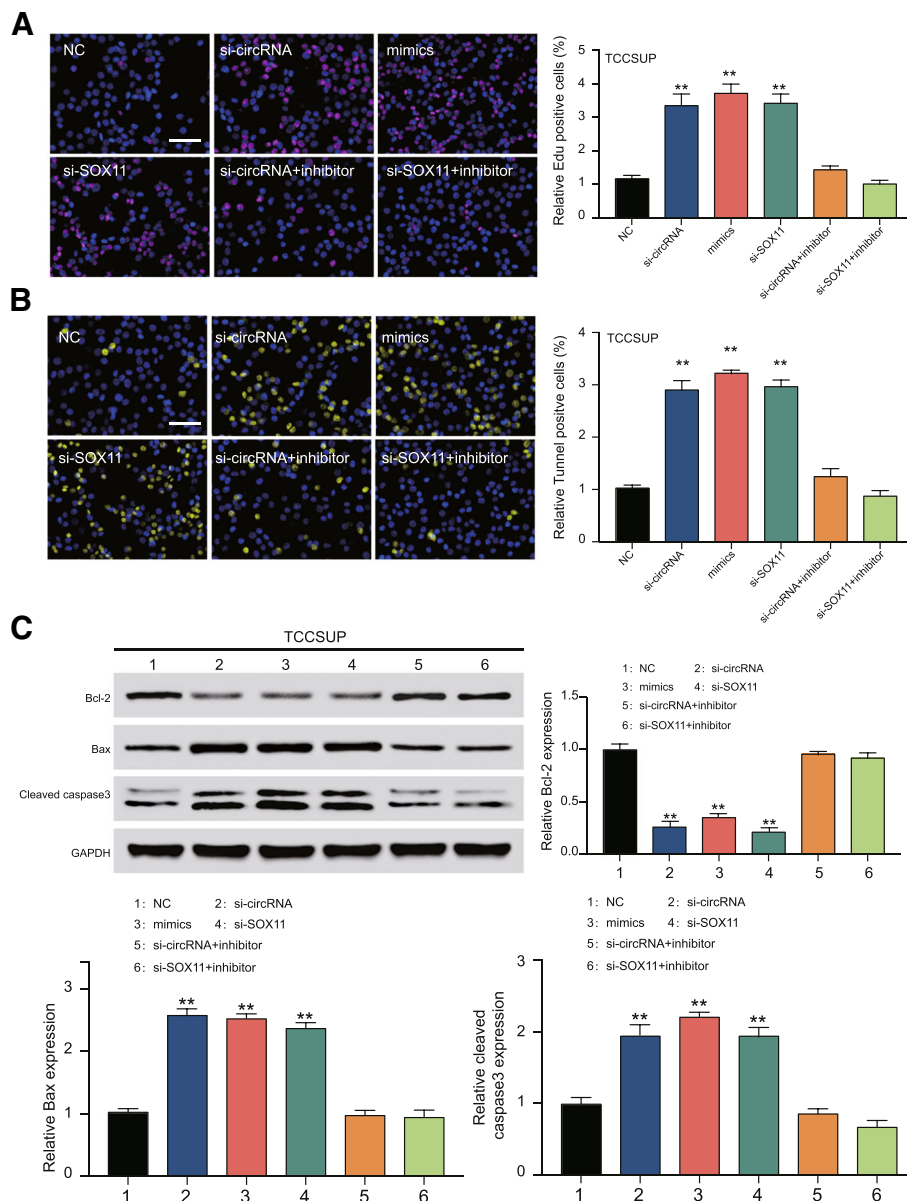 A
NC
si-circRNA
mimics
si-SOX11
si-circRNA+inhibitor
si-SOX11+inhibitor
Relative Edu positive cells (%)
TCCSUP
5
4
3
2
1
0
**
**
**
NC
si-circRNA
mimics
si-SOX11
si-circRNA+inhibitor
si-SOX11+inhibitor
B
NC
si-circRNA
mimics
si-SOX11
si-circRNA+inhibitor
si-SOX11+inhibitor
Relative Tunnel positve cells (%)
TCCSUP
4
3
2
1
0
**
**
**
NC
si-circRNA
mimics
si-SOX11
si-circRNA+inhibitor
si-SOX11+inhibitor
C
TCCSUP
1 2 3 4 5 6
Bcl-2
Bax
Cleaved caspase3
GAPDH
1: NC 2: si-circRNA
3 mimics 4: si-SOX11
5: si-circRNA+inhibitor
6: si-SOX11+inhibitor
Relative Bcl-2 expression
1.5
1.0
0.5
0.0
** ** **
1 2 3 4 5 6
1: NC 2: si-circRNA
3: mimics 4: si-SOX11
5: si-circRNA+inhibitor
6: si-SOX11+inhibitor
Relative Bax expression
3
2
1
0
** ** **
1 2 3 4 5 6
1: NC 2: si-circRNA
3: mimics 4: si-SOX11
5: si-circRNA+inhibitor
6: si-SOX11+inhibitor
Relative cleaved
caspase3 expression
3
2
1
0
** ** **
1 2 3 4 5 6